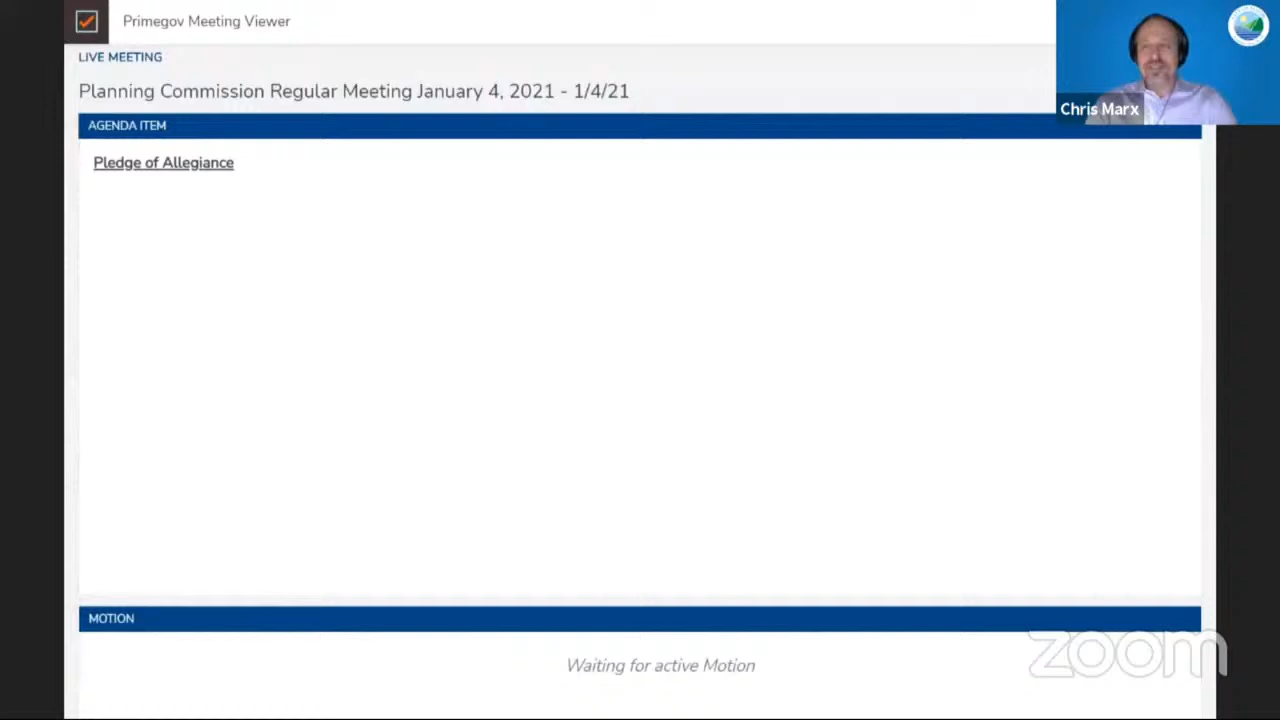 Primegov Meeting Viewer
LIVE MEETING
Planning Commission Regular Meeting January 4, 2021 - 1/4/21
Chris Marx
AGENDA ITEM
Pledge of Allegiance
MOTION
Waiting for active Motion
zoom